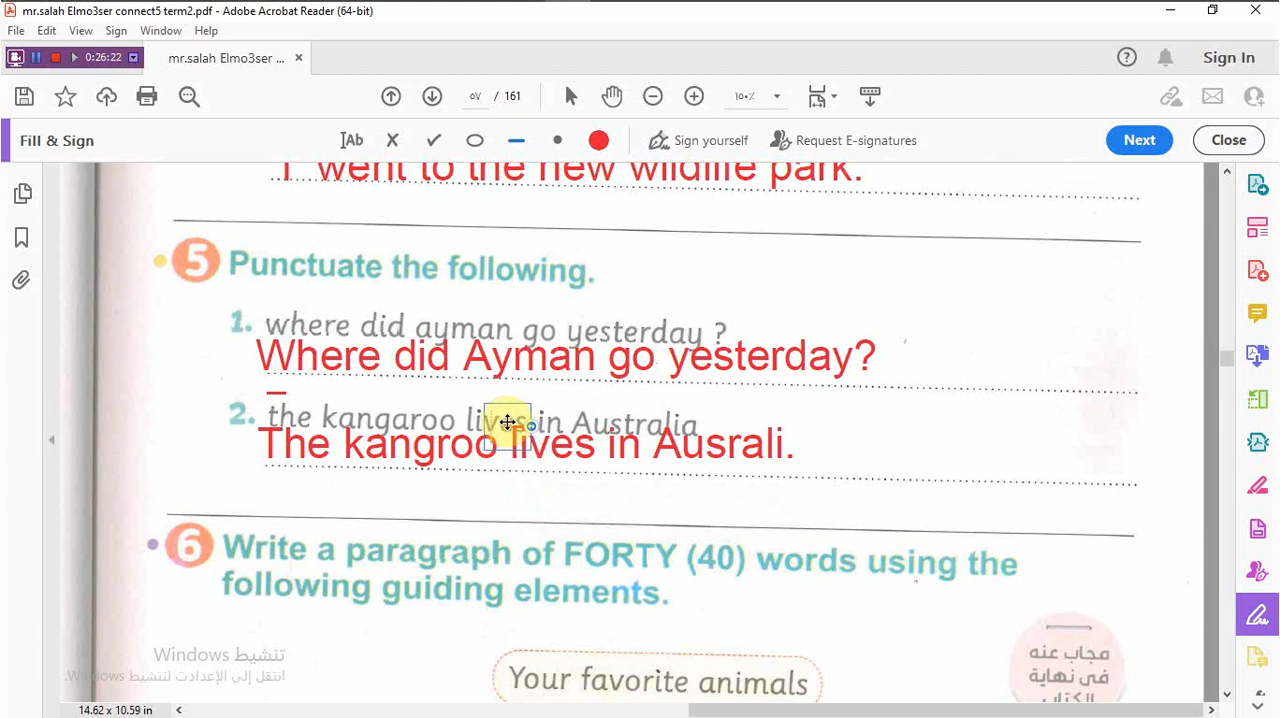 mr.salah Elmo3ser connect5 term2.pdf - Adobe Acrobat Reader (64-bit)
File Edit View Sign Window Help
0:26:22
mr.salah Elmo3ser ... ×
Sign In
٥٧ / 161
١٥٠٪
Fill & Sign
Ab
Sign yourself
Request E-signatures
Next
Close
I went to the new wildlife park.
5 Punctuate the following.
1. where did ayman go yesterday ?
Where did Ayman go yesterday?
2. the kangaroo lives in Australia
The kangroo lives in Ausrali.
6 Write a paragraph of FORTY (40) words using the
following guiding elements.
Your favorite animals
مجاب عنه
فى نهاية
الكتاب
تنشيط Windows
انتقل إلى الإعدادات لتنشيط Windows.
14.62 x 10.59 in